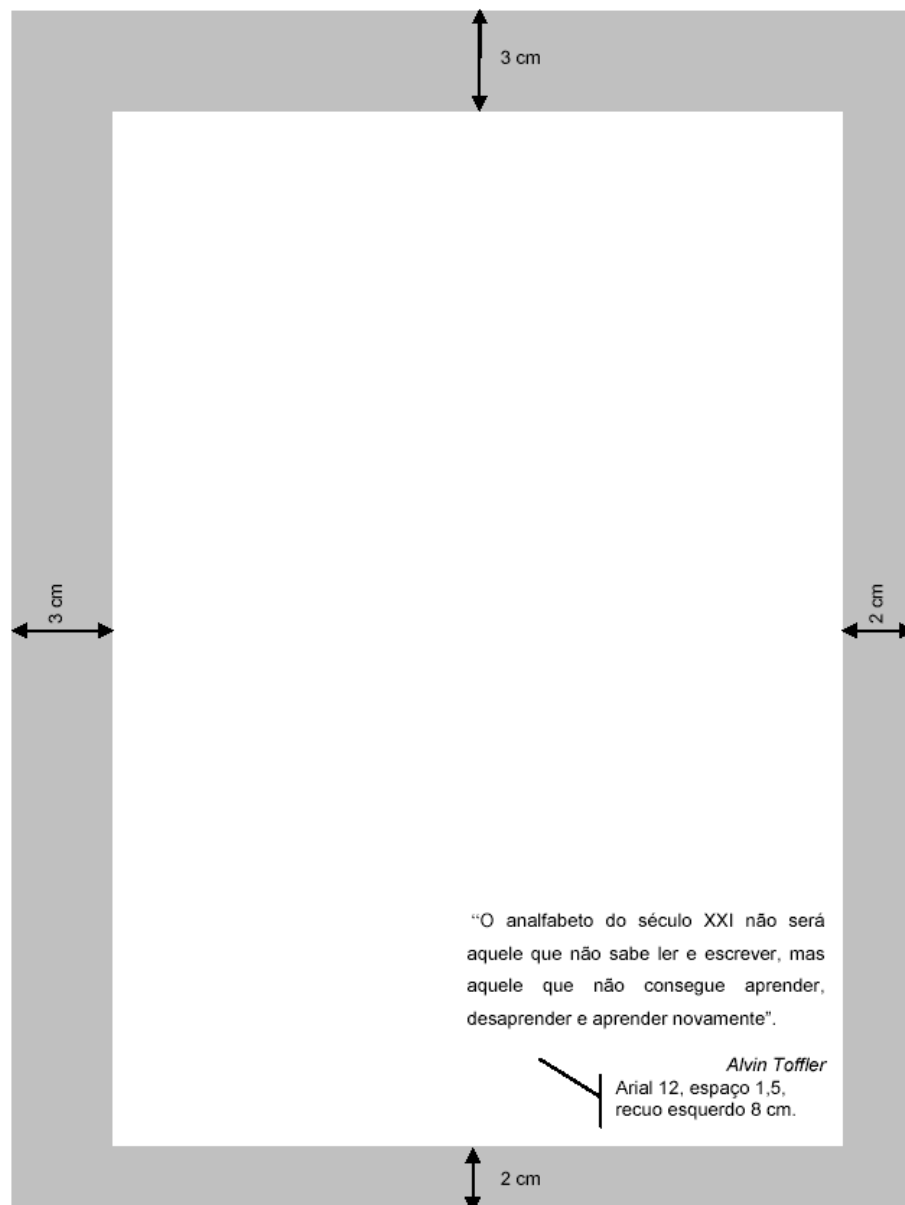 3 cm
3 cm
2 cm
“O analfabeto do século XXI não será
aquele que não sabe ler e escrever, mas
aquele que não consegue aprender,
desaprender e aprender novamente”.
Alvin Toffler
Arial 12, espaço 1,5,
recuo esquerdo 8 cm.
2 cm